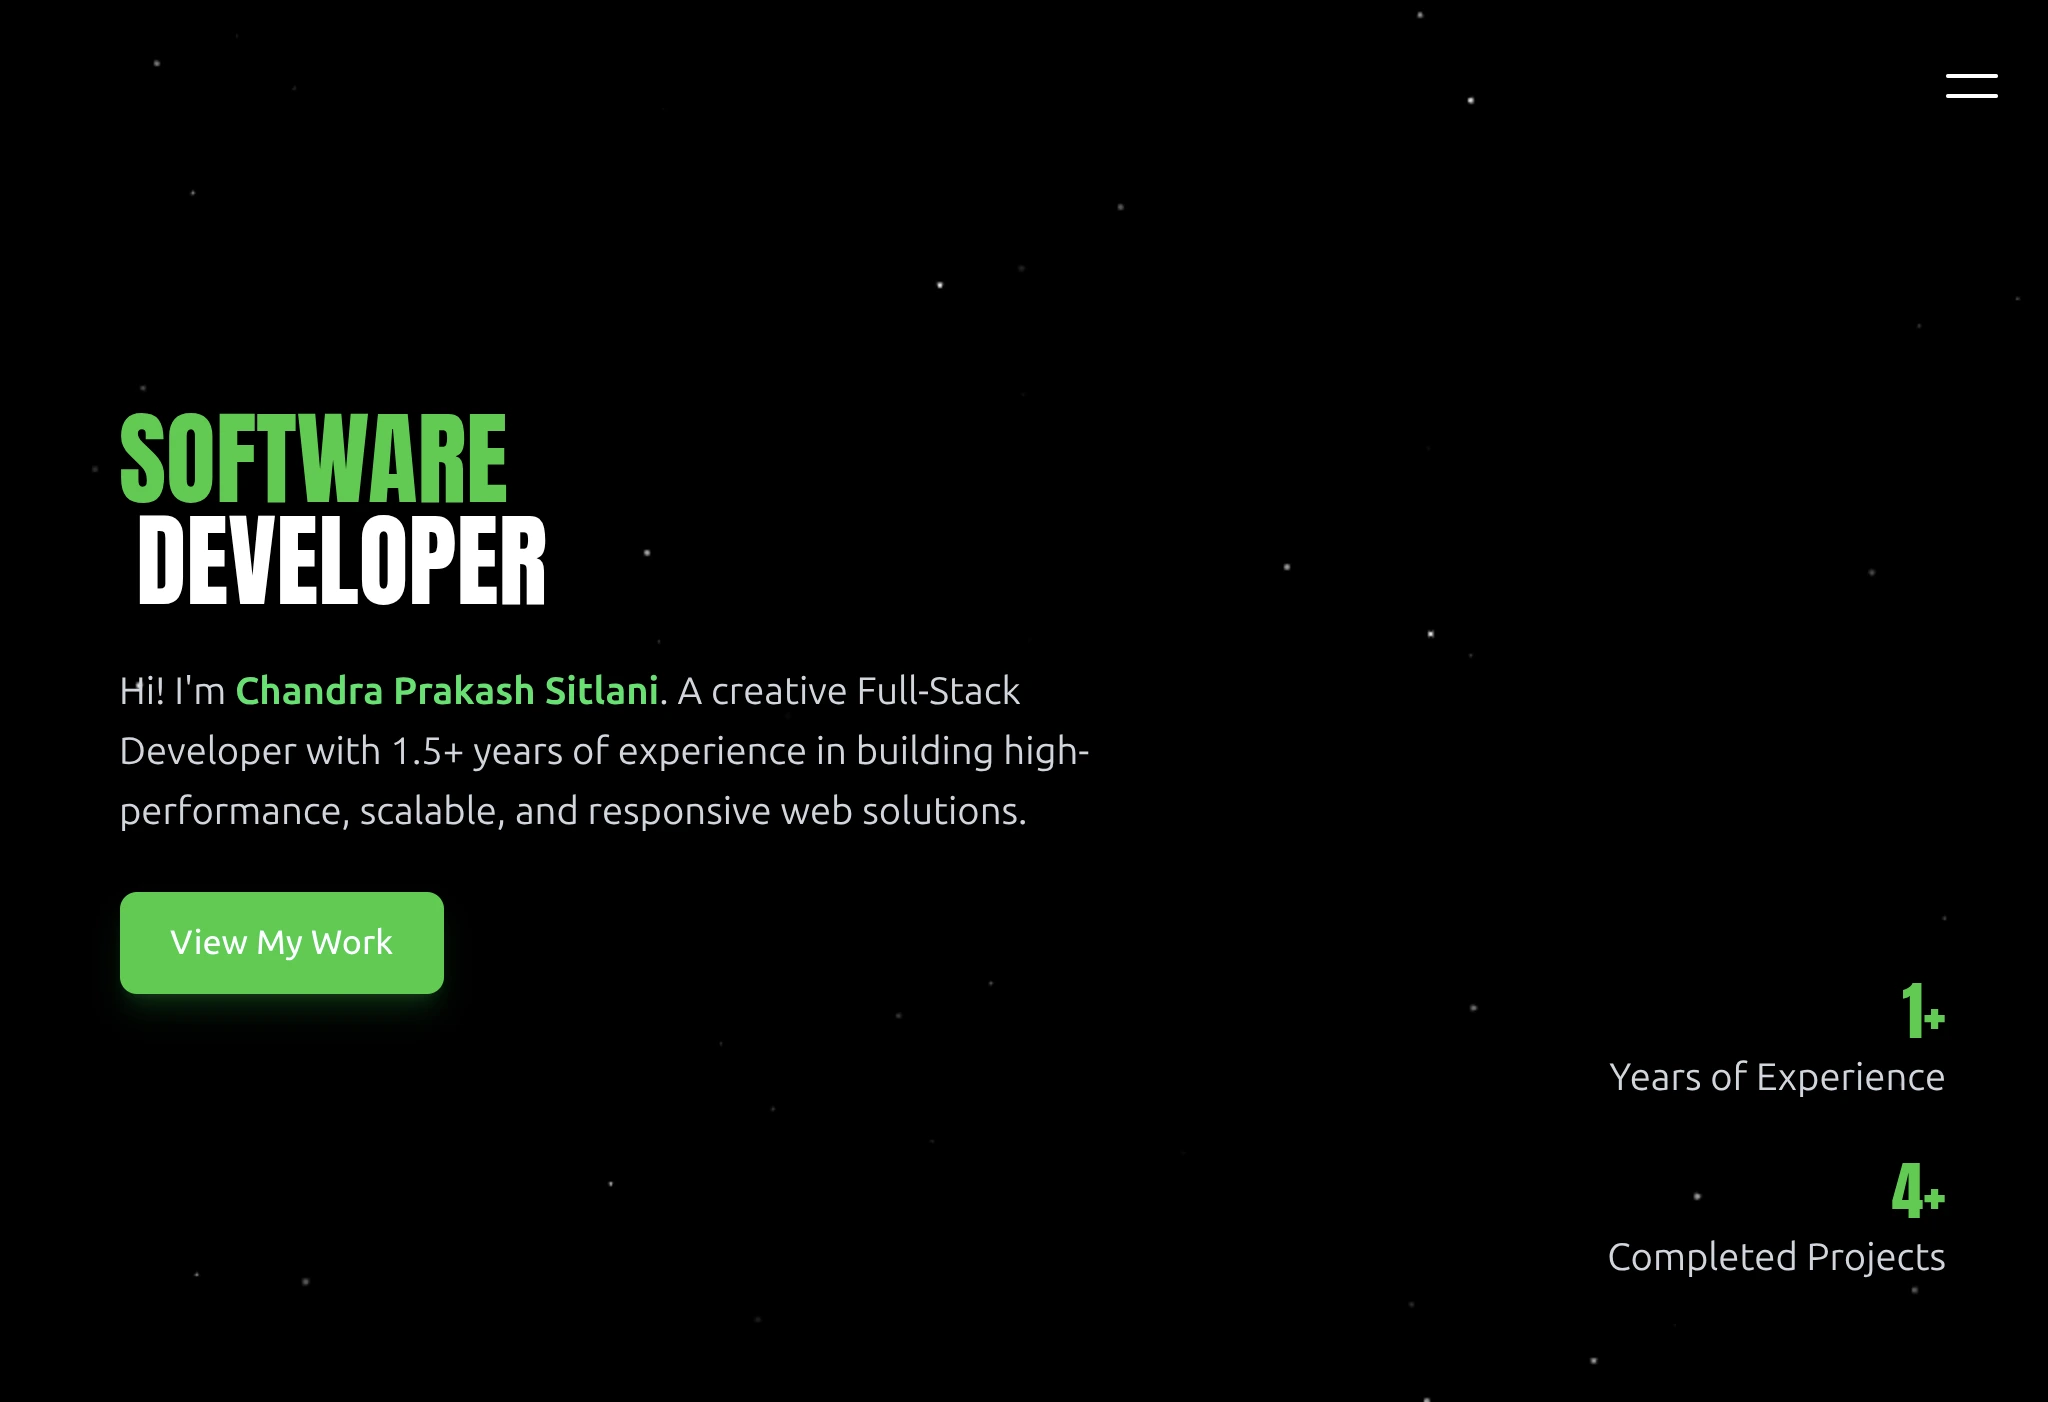 SOFTWARE
DEVELOPER
Hi! I'm Chandra Prakash Sitlani. A creative Full-Stack
Developer with 1.5+ years of experience in building high-
performance, scalable, and responsive web solutions.
View My Work
1+
Years of Experience
4+
Completed Projects